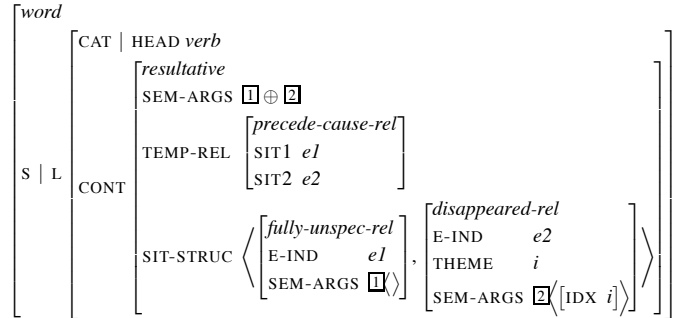 word
CAT | HEAD verb
resultative
SEM-ARGS 1 ⊕ 2
precede-cause-rel
TEMP-REL SIT1 e1
SIT2 e2
S | L
CONT
disappeared-rel
fully-unspec-rel
E-IND e2
SIT-STRUC ⟨ E-IND e1 , THEME i ⟩
SEM-ARGS 1⟨⟩
SEM-ARGS 2⟨[IDX i]⟩